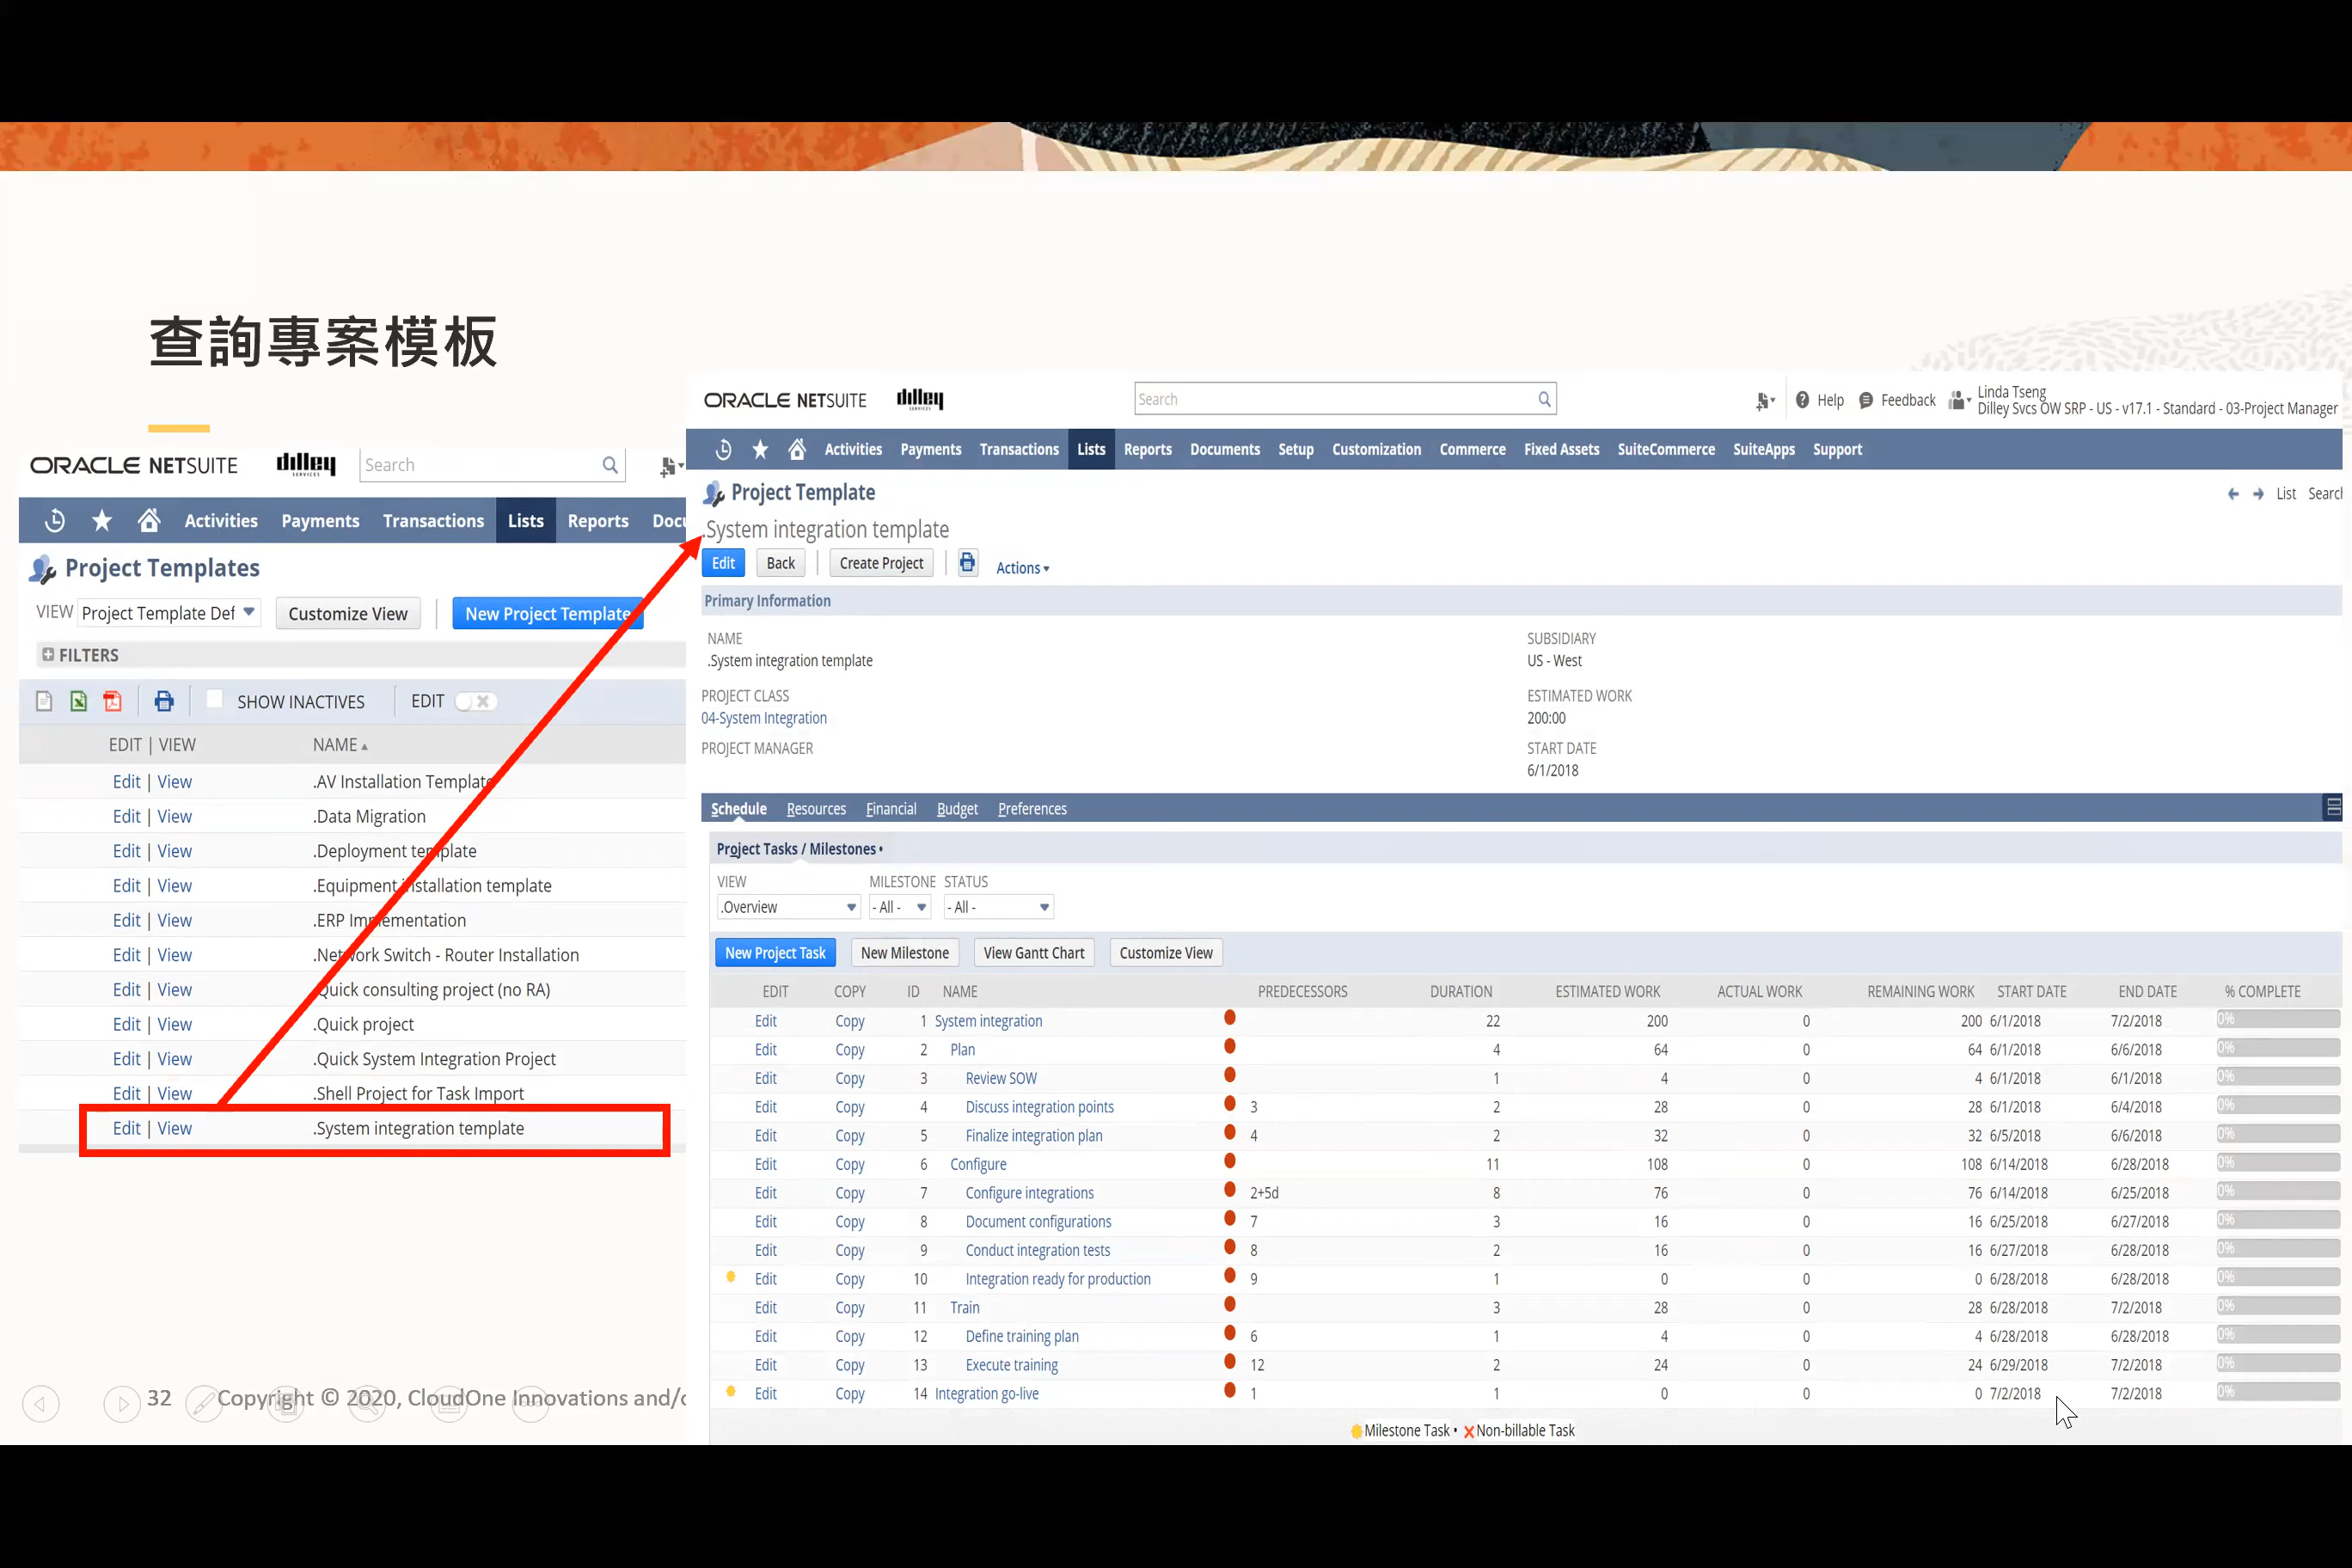 查詢專案模板
ORACLE NETSUITE dilley SERVICES Search
Activities Payments Transactions Lists Reports
Project Templates
VIEW Project Template Def Customize View New Project Template
FILTERS
SHOW INACTIVES EDIT
EDIT | VIEW NAME
Edit | View .AV Installation Template
Edit | View .Data Migration
Edit | View .Deployment template
Edit | View .Equipment installation template
Edit | View .ERP Implementation
Edit | View .Network Switch - Router Installation
Edit | View .Quick consulting project (no RA)
Edit | View .Quick project
Edit | View .Quick System Integration Project
Edit | View .Shell Project for Task Import
Edit | View .System integration template
32 Copyright © 2020, CloudOne Innovations and/
ORACLE NETSUITE dilley SERVICES Search Help Feedback Linda Tseng
Dilley Svcs OW SRP - US - v17.1 - Standard - 03-Project Manager
Activities Payments Transactions Lists Reports Documents Setup Customization Commerce Fixed Assets SuiteCommerce SuiteApps Support
Project Template List Search
.System integration template
Edit Back Create Project Actions
Primary Information
NAME SUBSIDIARY
.System integration template US - West
PROJECT CLASS ESTIMATED WORK
04-System Integration 200:00
PROJECT MANAGER START DATE
6/1/2018
Schedule Resources Financial Budget Preferences
Project Tasks / Milestones •
VIEW MILESTONE STATUS
.Overview - All - - All -
New Project Task New Milestone View Gantt Chart Customize View
EDIT COPY ID NAME PREDECESSORS DURATION ESTIMATED WORK ACTUAL WORK REMAINING WORK START DATE END DATE % COMPLETE
Edit Copy 1 System integration 22 200 0 200 6/1/2018 7/2/2018 0%
Edit Copy 2 Plan 4 64 0 64 6/1/2018 6/6/2018 0%
Edit Copy 3 Review SOW 1 4 0 4 6/1/2018 6/1/2018 0%
Edit Copy 4 Discuss integration points 3 2 28 0 28 6/1/2018 6/4/2018 0%
Edit Copy 5 Finalize integration plan 4 2 32 0 32 6/5/2018 6/6/2018 0%
Edit Copy 6 Configure 11 108 0 108 6/14/2018 6/28/2018 0%
Edit Copy 7 Configure integrations 2+5d 8 76 0 76 6/14/2018 6/25/2018 0%
Edit Copy 8 Document configurations 7 3 16 0 16 6/25/2018 6/27/2018 0%
Edit Copy 9 Conduct integration tests 8 2 16 0 16 6/27/2018 6/28/2018 0%
Edit Copy 10 Integration ready for production 9 1 0 0 0 6/28/2018 6/28/2018 0%
Edit Copy 11 Train 3 28 0 28 6/28/2018 7/2/2018 0%
Edit Copy 12 Define training plan 6 1 4 0 4 6/28/2018 6/28/2018 0%
Edit Copy 13 Execute training 12 2 24 0 24 6/29/2018 7/2/2018 0%
Edit Copy 14 Integration go-live 1 1 0 0 0 7/2/2018 7/2/2018 0%
Milestone Task • Non-billable Task